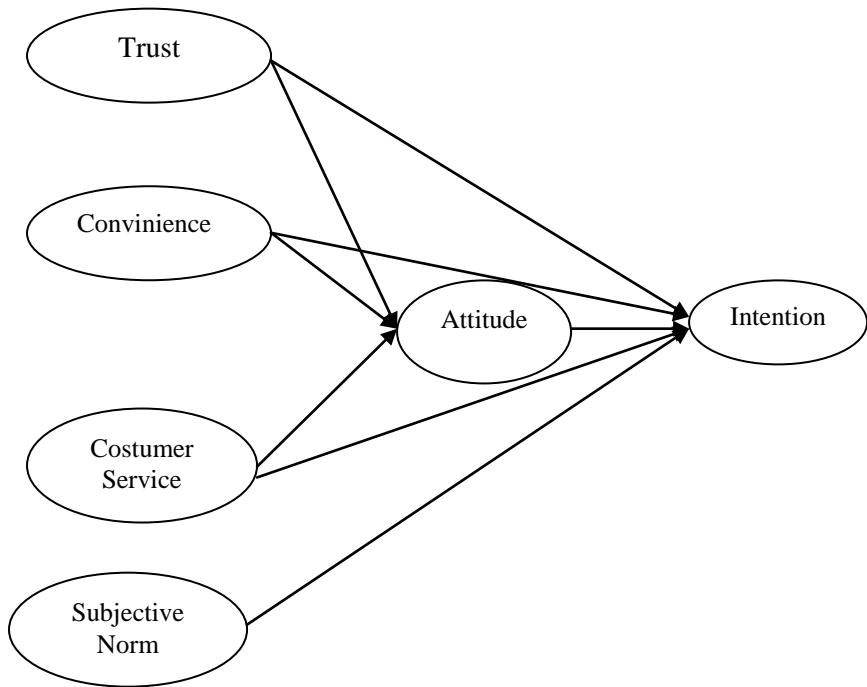 Trust
Convinience
Attitude
Intention
Costumer
Service
Subjective
Norm